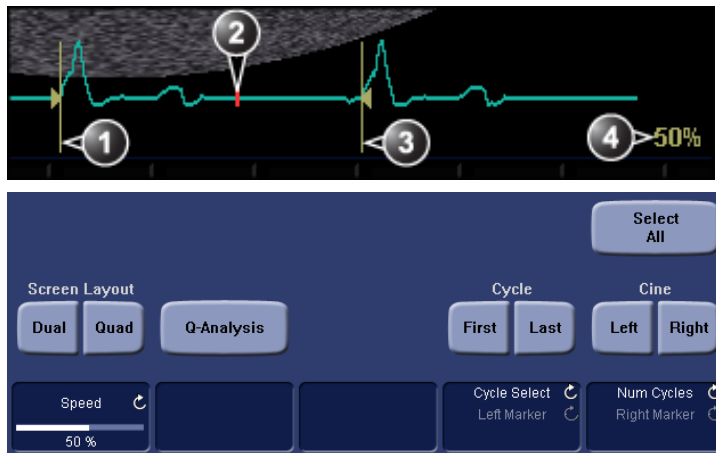 2
1
3
4
50%
Select
All
Screen Layout
Cycle
Cine
Dual
Quad
Q-Analysis
First
Last
Left
Right
Speed
50 %
Cycle Select
Left Marker
Num Cycles
Right Marker